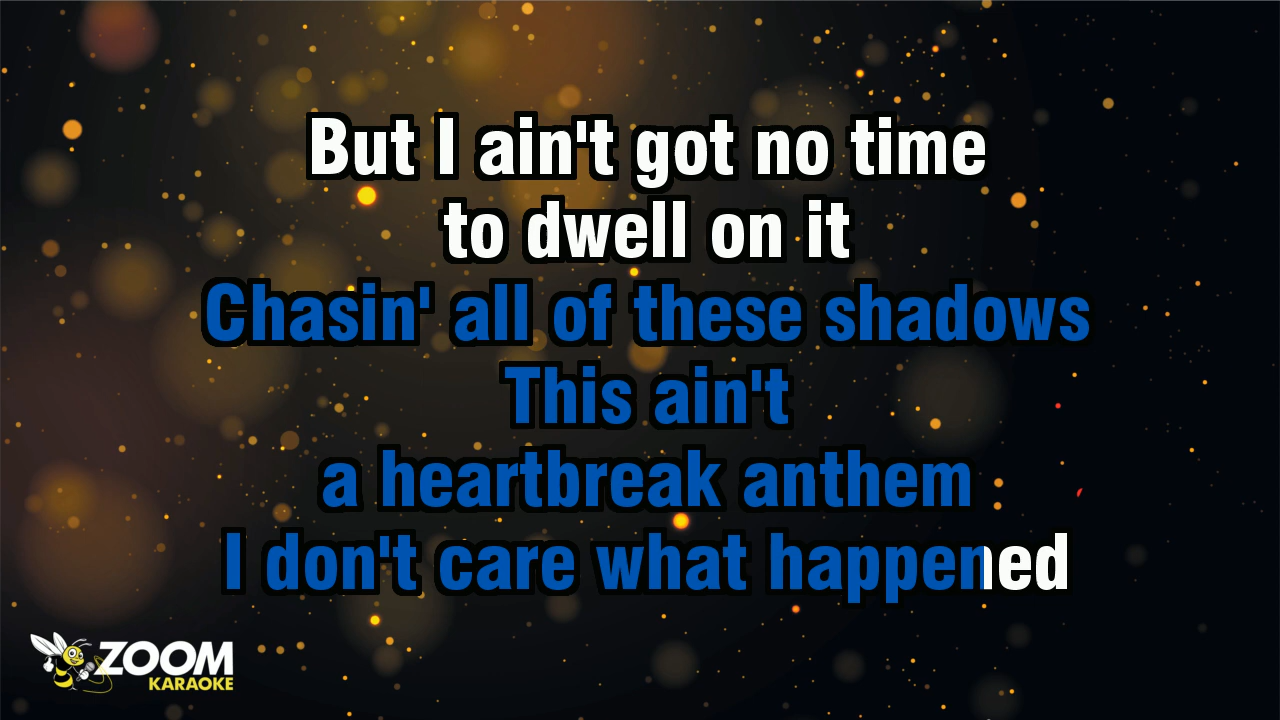 But I ain't got no time
to dwell on it
Chasin' all of these shadows
This ain't
a heartbreak anthem
I don't care what happened
ZOOM
KARAOKE